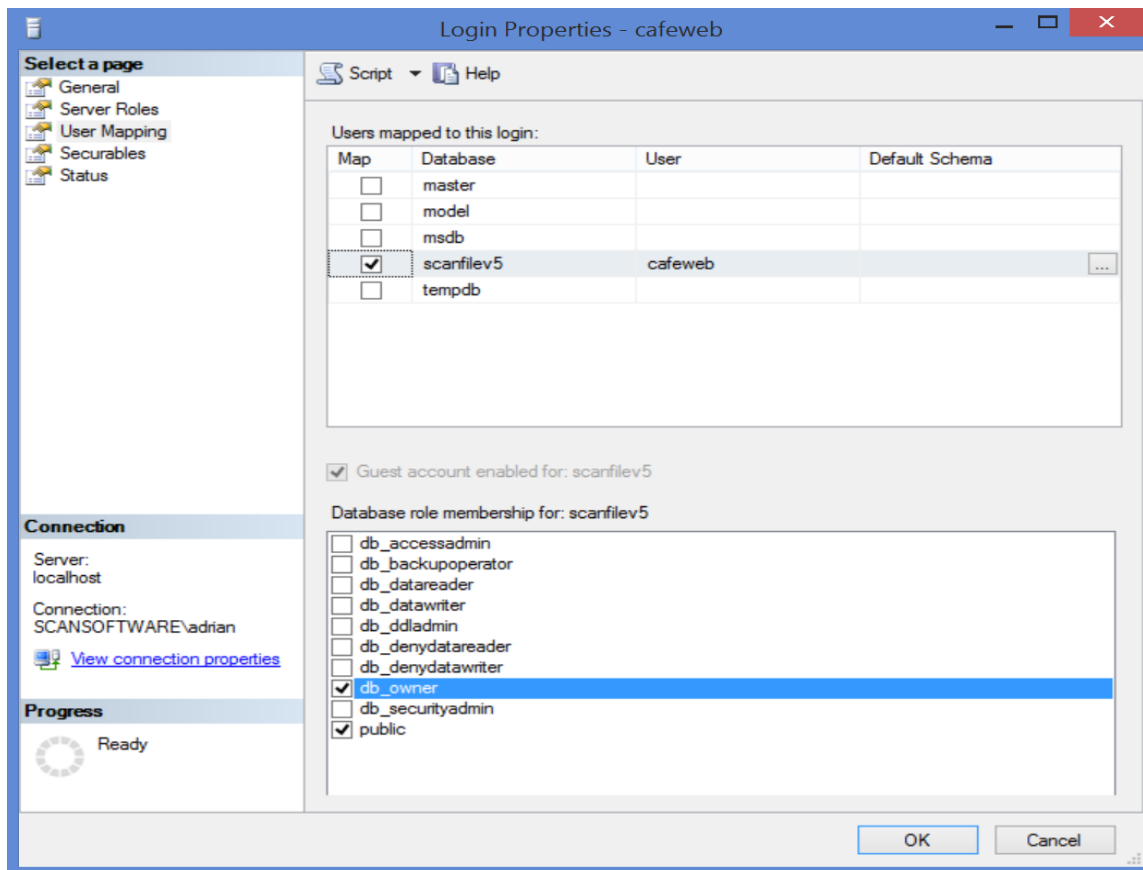 Login Properties - cafeweb
Select a page
General
Server Roles
User Mapping
Securables
Status
Script Help
Users mapped to this login:
Map Database User Default Schema
master
model
msdb
scanfilev5 cafeweb ...
tempdb
Guest account enabled for: scanfilev5
Database role membership for: scanfilev5
db_accessadmin
db_backupoperator
db_datareader
db_datawriter
db_ddladmin
db_denydatareader
db_denydatawriter
db_owner
db_securityadmin
public
Connection
Server:
localhost
Connection:
SCANSOFTWARE\adrian
View connection properties
Progress
Ready
OK Cancel